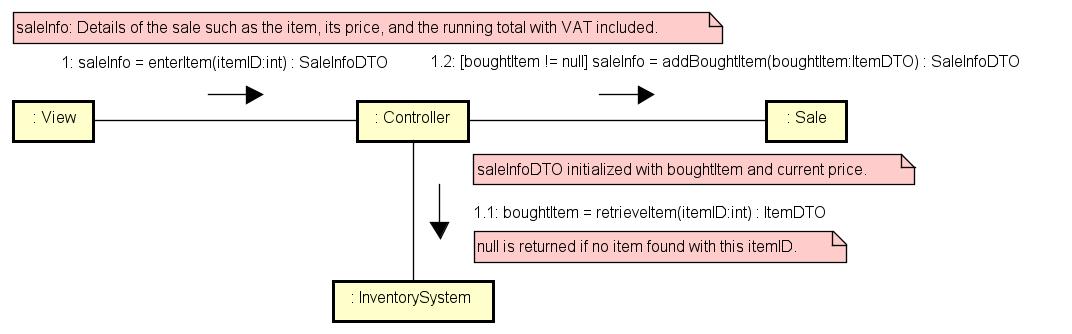 saleInfo: Details of the sale such as the item, its price, and the running total with VAT included.
1: saleInfo = enterItem(itemID:int) : SaleInfoDTO
1.2: [boughtItem != null] saleInfo = addBoughtItem(boughtItem:ItemDTO) : SaleInfoDTO
: View
: Controller
: Sale
saleInfoDTO initialized with boughtItem and current price.
1.1: boughtItem = retrieveItem(itemID:int) : ItemDTO
null is returned if no item found with this itemID.
: InventorySystem